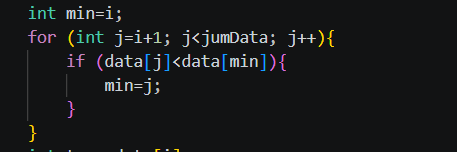 int min=i;
for (int j=i+1; j<jumData; j++){
if (data[j]<data[min]){
min=j;
}
}